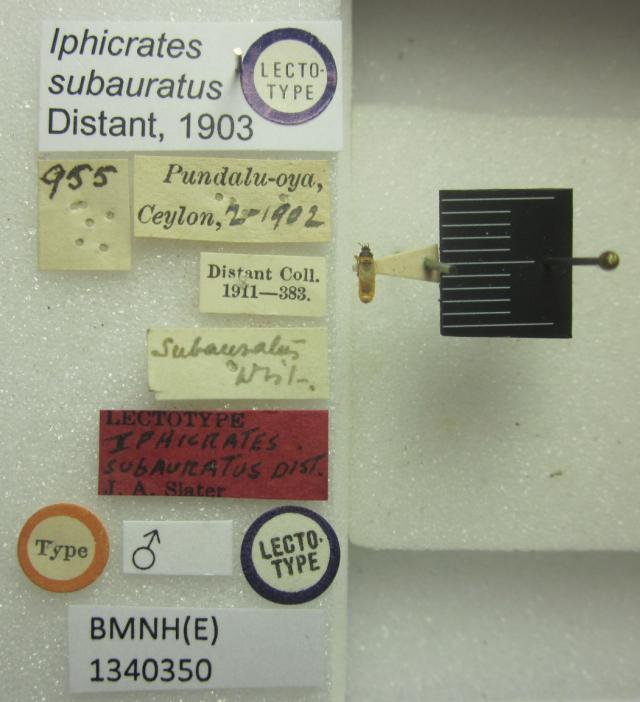 Iphicrates
subauratus
Distant, 1903
LECTO-
TYPE
955
Pundalu-oya,
Ceylon, 2-1902
Distant Coll.
1911—383.
Subauratus
Dist.
LECTOTYPE
IPHICRATES.
SUBAURATUS DIST.
J. A. Slater
Type
♂
LECTO-
TYPE
BMNH(E)
1340350